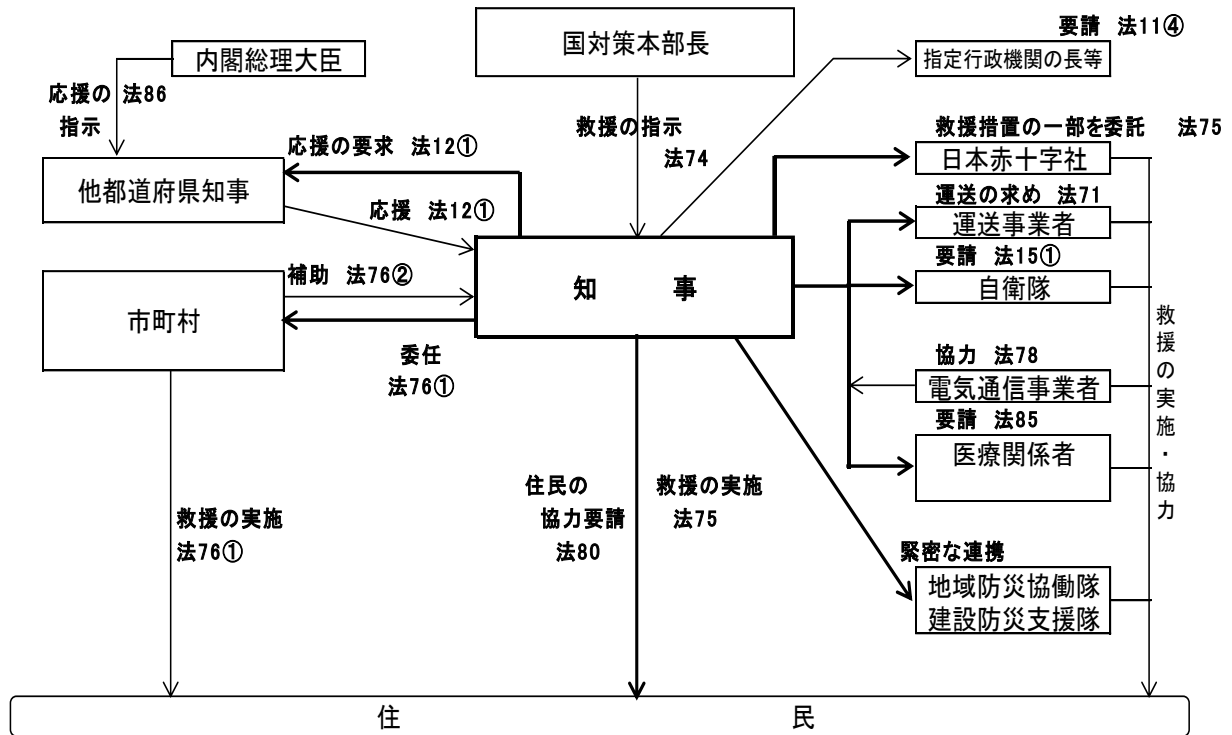 要請 法11④
国対策本部長
内閣総理大臣
指定行政機関の長等
応援の 法86
指示
救援の指示
法74
救援措置の一部を委託 法75
日本赤十字社
応援の要求 法12①
他都道府県知事
応援 法12①
運送の求め 法71
運送事業者
補助 法76②
知 事
要請 法15①
自衛隊
市町村
委任
法76①
協力 法78
電気通信事業者
要請 法85
医療関係者
救援の実施・協力
住民の
協力要請
法80
救援の実施
法75
救援の実施
法76①
緊密な連携
地域防災協働隊
建設防災支援隊
住 民